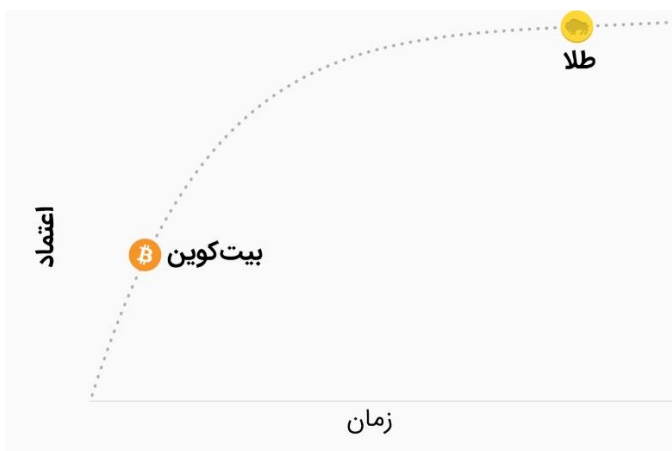 طلا
بیت‌کوین
اعتماد
زمان